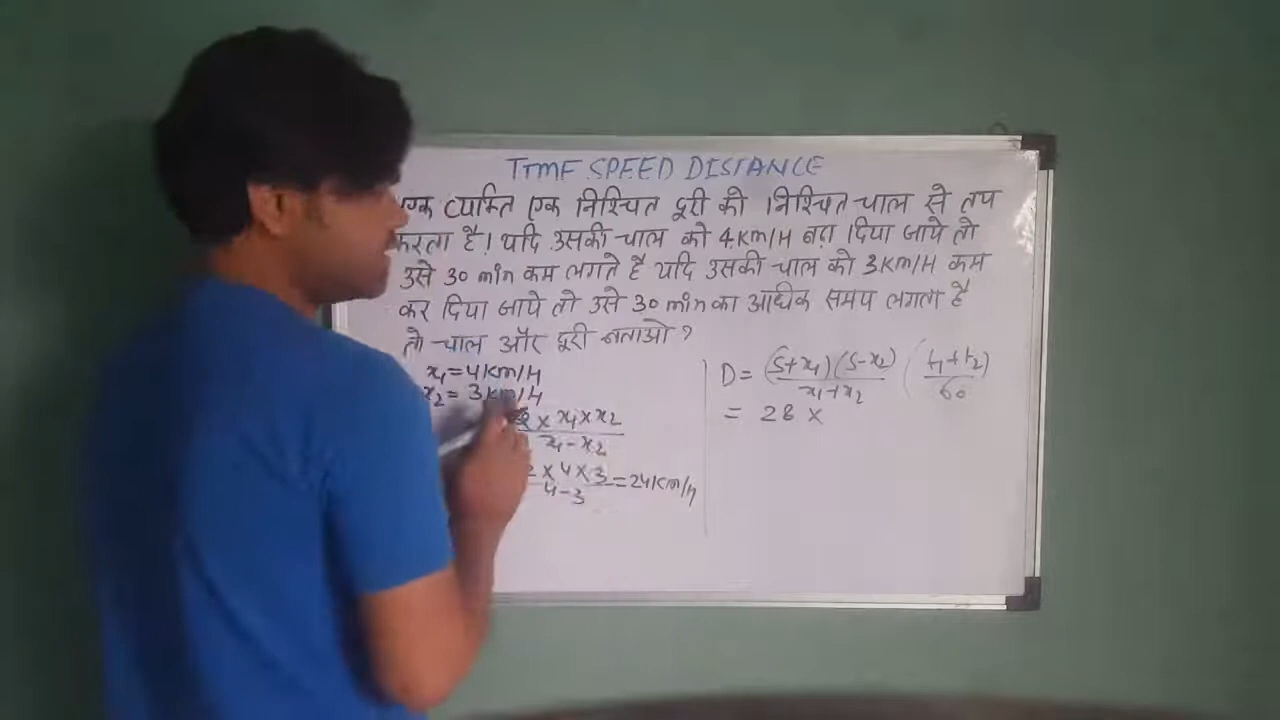 TIME SPEED DISTANCE
एक व्यक्ति एक निश्चित दूरी को निश्चित चाल से तय
करता है। यदि उसकी चाल को 4KM/H बढ़ा दिया जाये तो
उसे 30 min कम लगते है यदि उसकी चाल को 3KM/H कम
कर दिया जाये तो उसे 30 min का अधिक समय लगता है
तो चाल और दूरी बताओ ?
x₁ = 4KM/H
x₂ = 3KM/H
2 × x₁ × x₂ / x₁ - x₂
2 × 4 × 3 / 4-3 = 24KM/H
D = (S+x₁)(S-x₂) / x₁+x₂ (t₁+t₂ / 60)
= 28 ×